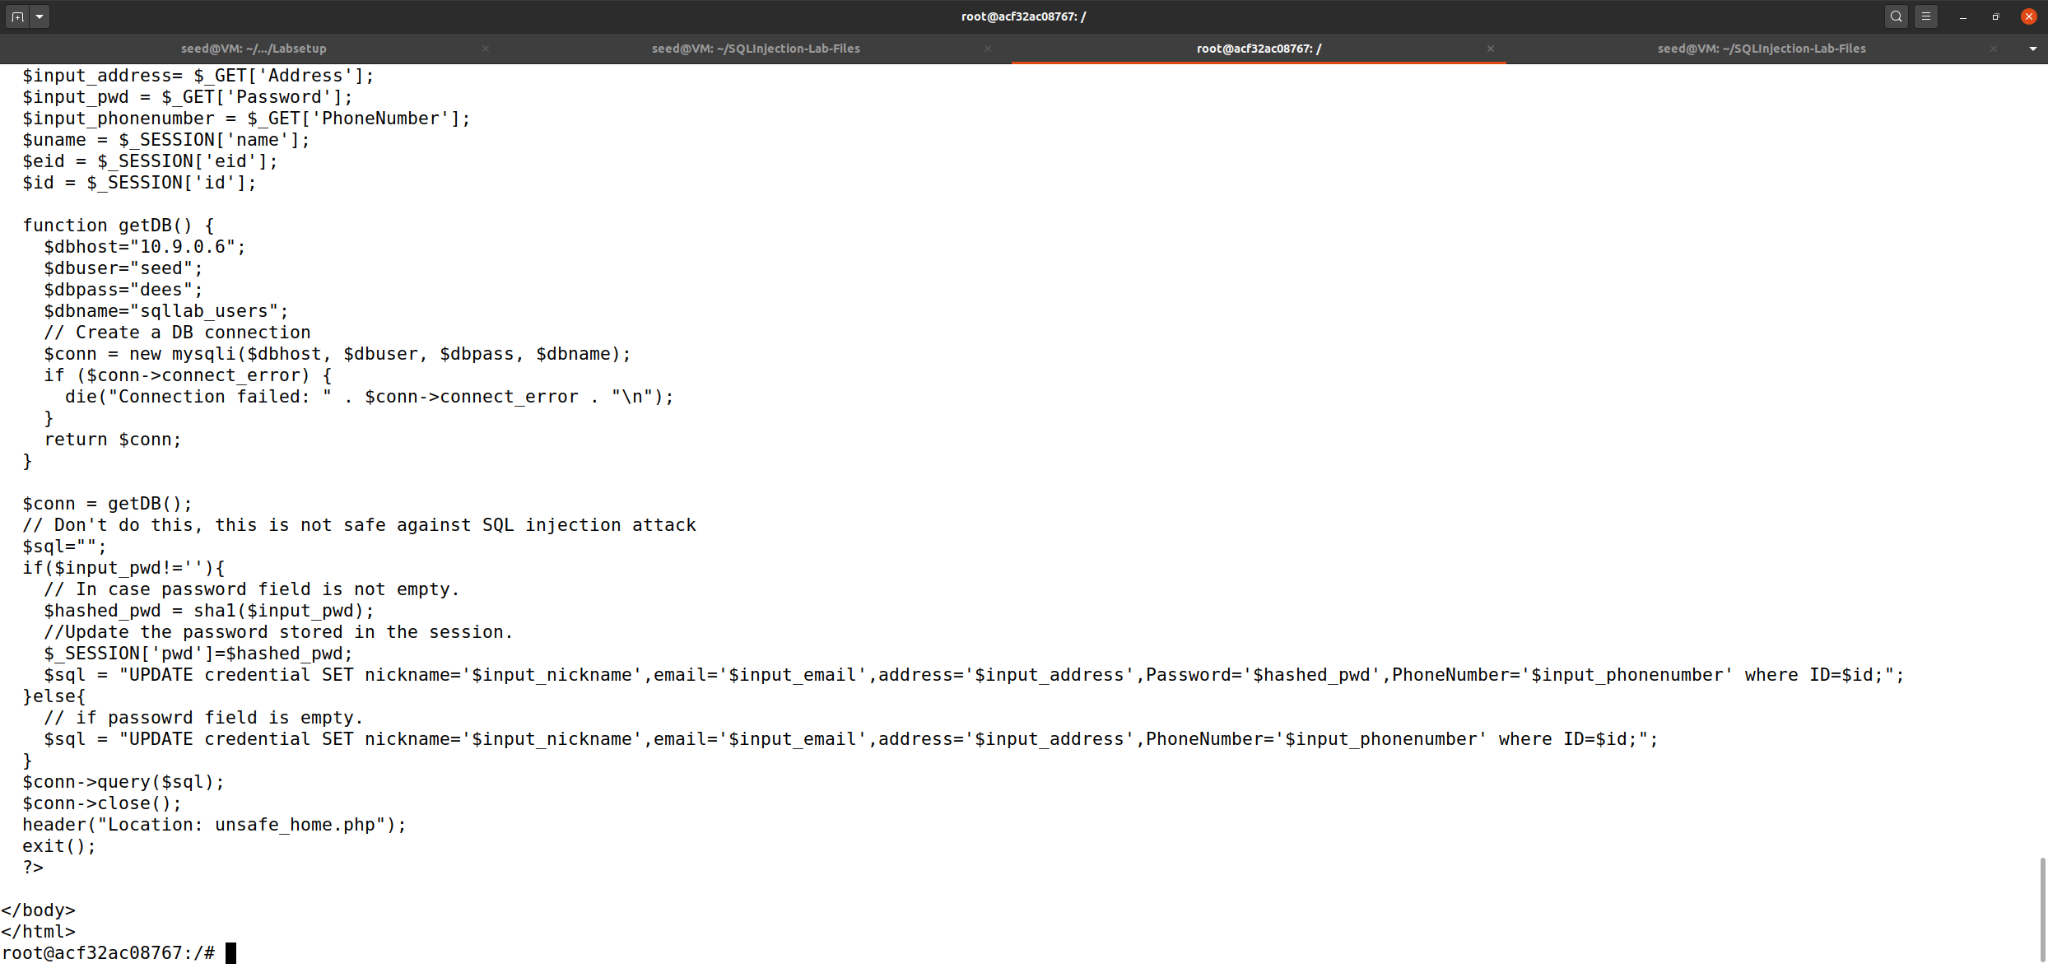 root@acf32ac08767: /
seed@VM: ~/.../Labsetup
seed@VM: ~/SQLInjection-Lab-Files
root@acf32ac08767: /
seed@VM: ~/SQLInjection-Lab-Files
$input_address= $_GET['Address'];
$input_pwd = $_GET['Password'];
$input_phonenumber = $_GET['PhoneNumber'];
$uname = $_SESSION['name'];
$eid = $_SESSION['eid'];
$id = $_SESSION['id'];
function getDB() {
$dbhost="10.9.0.6";
$dbuser="seed";
$dbpass="dees";
$dbname="sqllab_users";
// Create a DB connection
$conn = new mysqli($dbhost, $dbuser, $dbpass, $dbname);
if ($conn->connect_error) {
die("Connection failed: " . $conn->connect_error . "\n");
}
return $conn;
}
$conn = getDB();
// Don't do this, this is not safe against SQL injection attack
$sql="";
if($input_pwd!=''){
// In case password field is not empty.
$hashed_pwd = sha1($input_pwd);
//Update the password stored in the session.
$_SESSION['pwd']=$hashed_pwd;
$sql = "UPDATE credential SET nickname='$input_nickname',email='$input_email',address='$input_address',Password='$hashed_pwd',PhoneNumber='$input_phonenumber' where ID=$id;";
}else{
// if passowrd field is empty.
$sql = "UPDATE credential SET nickname='$input_nickname',email='$input_email',address='$input_address',PhoneNumber='$input_phonenumber' where ID=$id;";
}
$conn->query($sql);
$conn->close();
header("Location: unsafe_home.php");
exit();
?>
</body>
</html>
root@acf32ac08767:/#